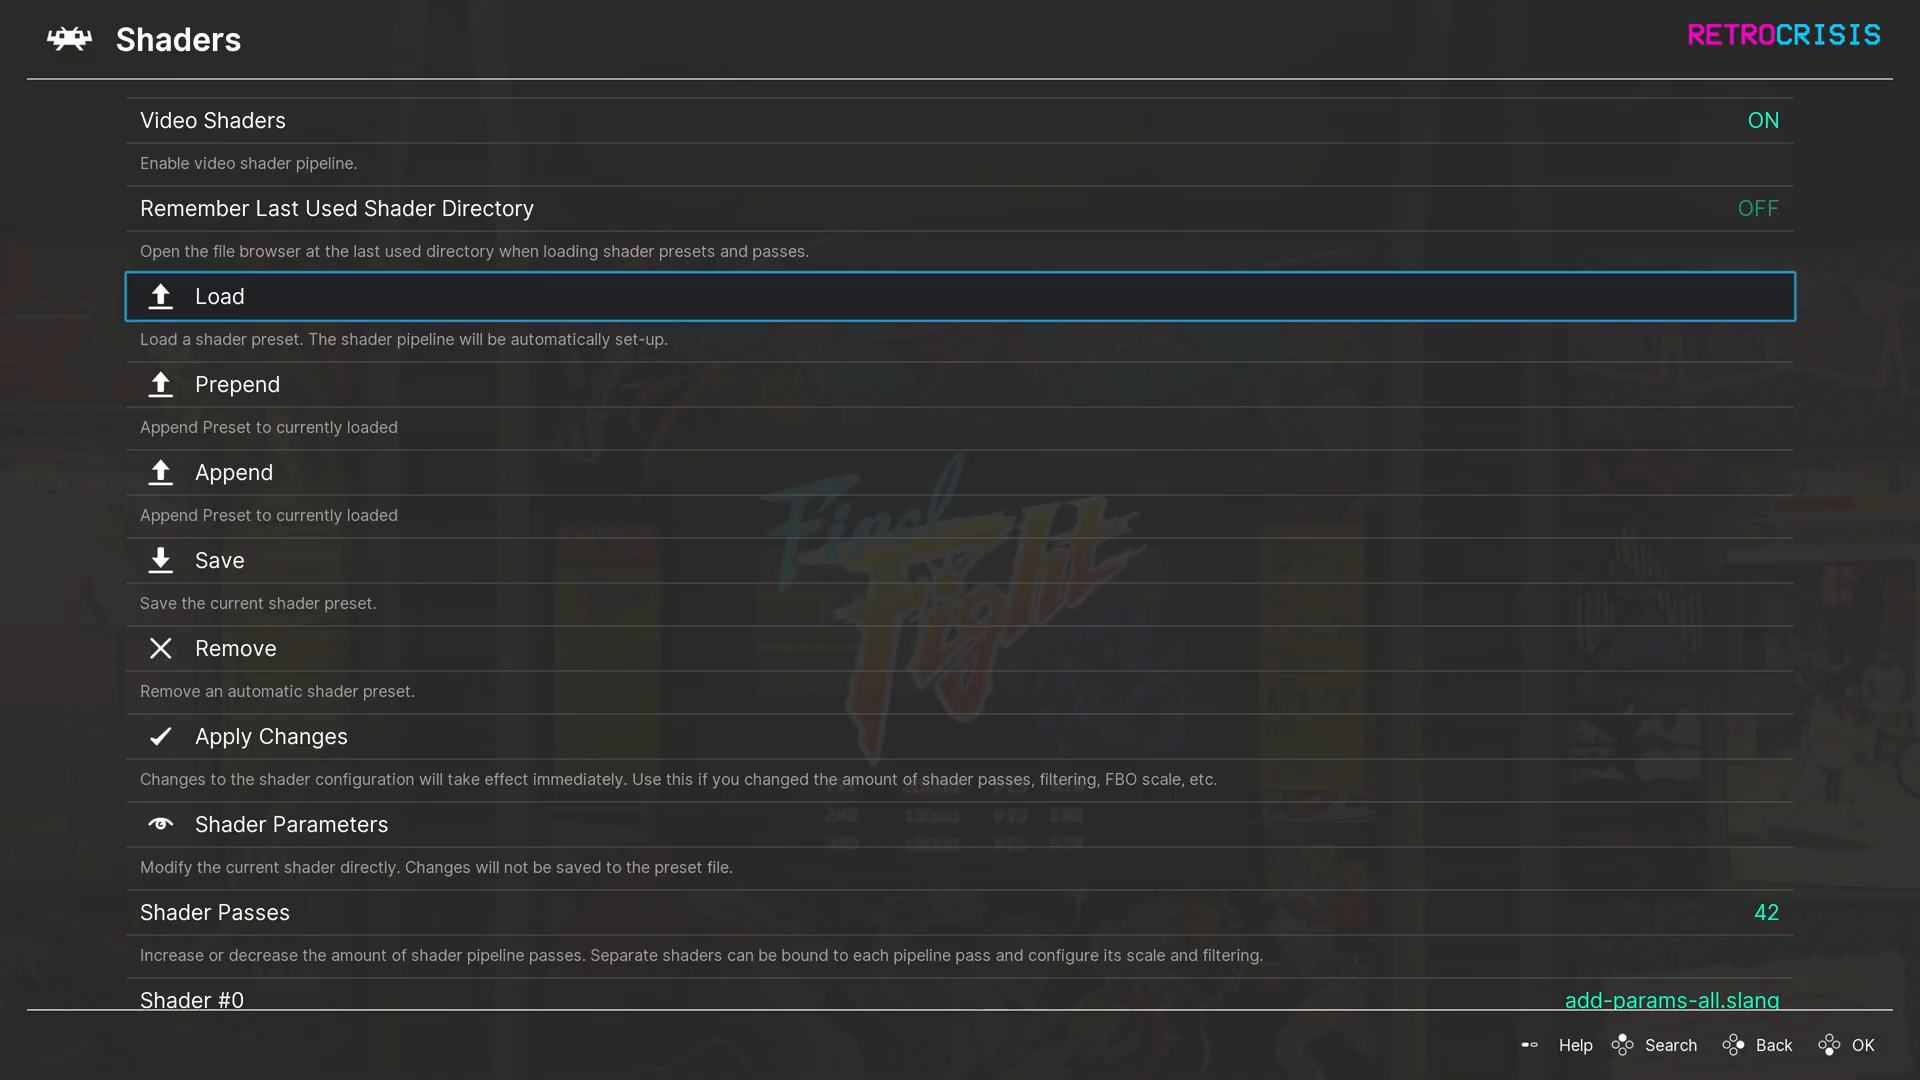 Shaders
RETROCRISIS
Video Shaders
ON
Enable video shader pipeline.
Remember Last Used Shader Directory
OFF
Open the file browser at the last used directory when loading shader presets and passes.
Load
Load a shader preset. The shader pipeline will be automatically set-up.
Prepend
Append Preset to currently loaded
Append
Append Preset to currently loaded
Save
Save the current shader preset.
Remove
Remove an automatic shader preset.
Apply Changes
Changes to the shader configuration will take effect immediately. Use this if you changed the amount of shader passes, filtering, FBO scale, etc.
Shader Parameters
Modify the current shader directly. Changes will not be saved to the preset file.
Shader Passes
42
Increase or decrease the amount of shader pipeline passes. Separate shaders can be bound to each pipeline pass and configure its scale and filtering.
Shader #0
add-params-all.slang
Final
Fight
Help
Search
Back
OK